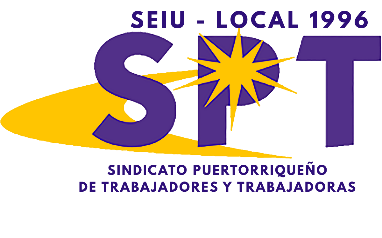 SEIU - LOCAL 1996
SPT
SINDICATO PUERTORRIQUEÑO
DE TRABAJADORES Y TRABAJADORAS